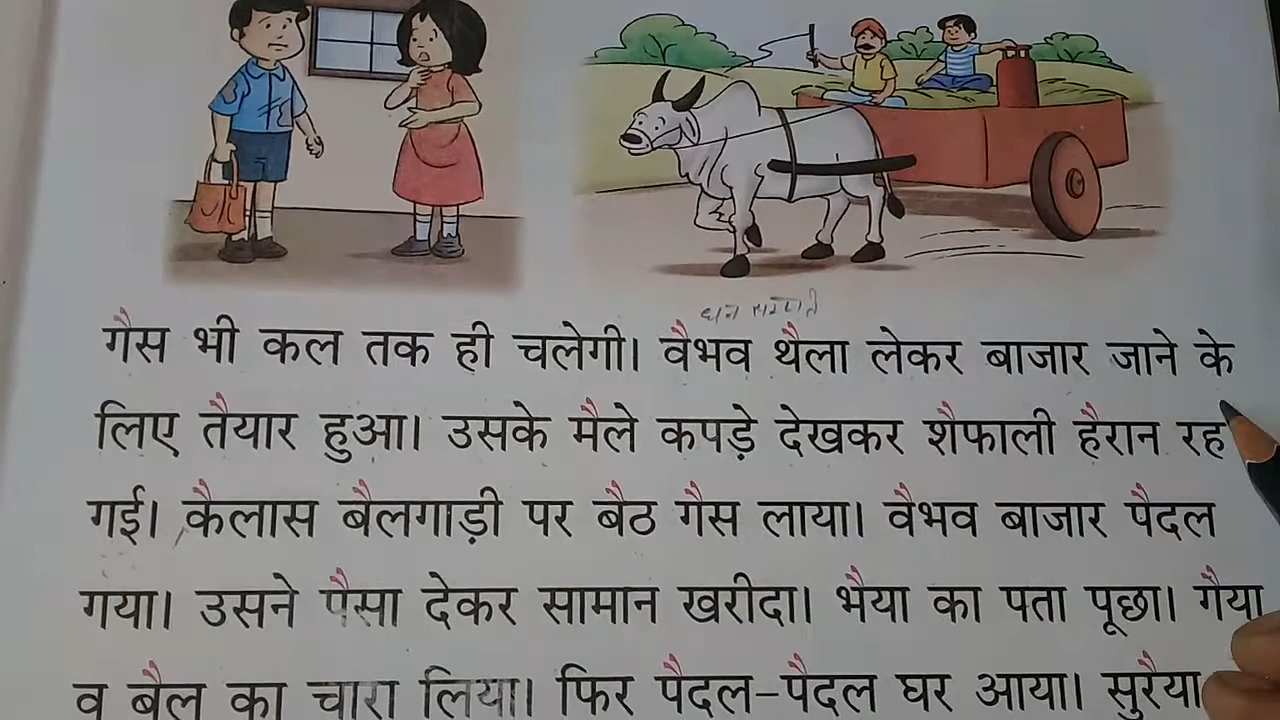 गैस भी कल तक ही चलेगी। वैभव थैला लेकर बाजार जाने के
लिए तैयार हुआ। उसके मैले कपड़े देखकर शैफाली हैरान रह
गई। कैलास बैलगाड़ी पर बैठ गैस लाया। वैभव बाजार पैदल
गया। उसने पैसा देकर सामान खरीदा। भैया का पता पूछा। गैया
व बैल का चारा लिया। फिर पैदल-पैदल घर आया। सुरैया